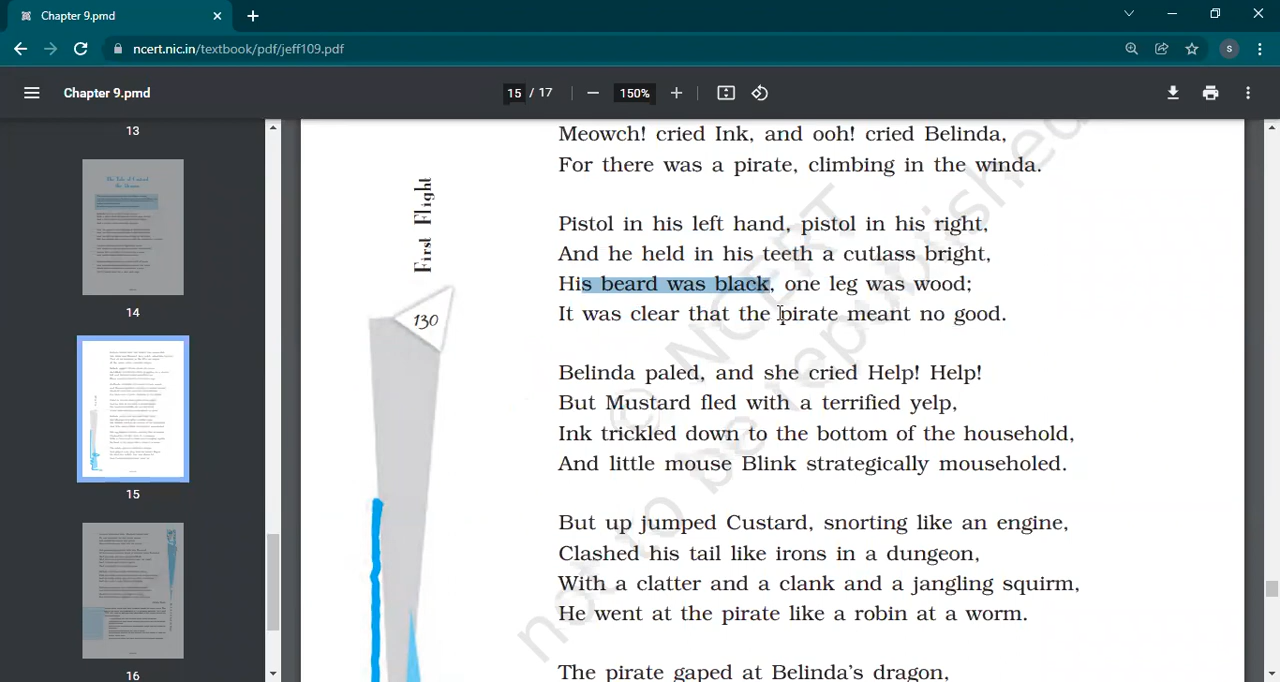 Chapter 9.pmd
ncert.nic.in/textbook/pdf/jeff109.pdf
S
Chapter 9.pmd
15 / 17
150%
13
14
15
16
First Flight
130
Meowch! cried Ink, and ooh! cried Belinda,
For there was a pirate, climbing in the winda.
Pistol in his left hand, pistol in his right,
And he held in his teeth a cutlass bright,
His beard was black, one leg was wood;
It was clear that the pirate meant no good.
Belinda paled, and she cried Help! Help!
But Mustard fled with a terrified yelp,
Ink trickled down to the bottom of the household,
And little mouse Blink strategically mouseholed.
But up jumped Custard, snorting like an engine,
Clashed his tail like irons in a dungeon,
With a clatter and a clank and a jangling squirm,
He went at the pirate like a robin at a worm.
The pirate gaped at Belinda's dragon,
© NCERT
not to be republished